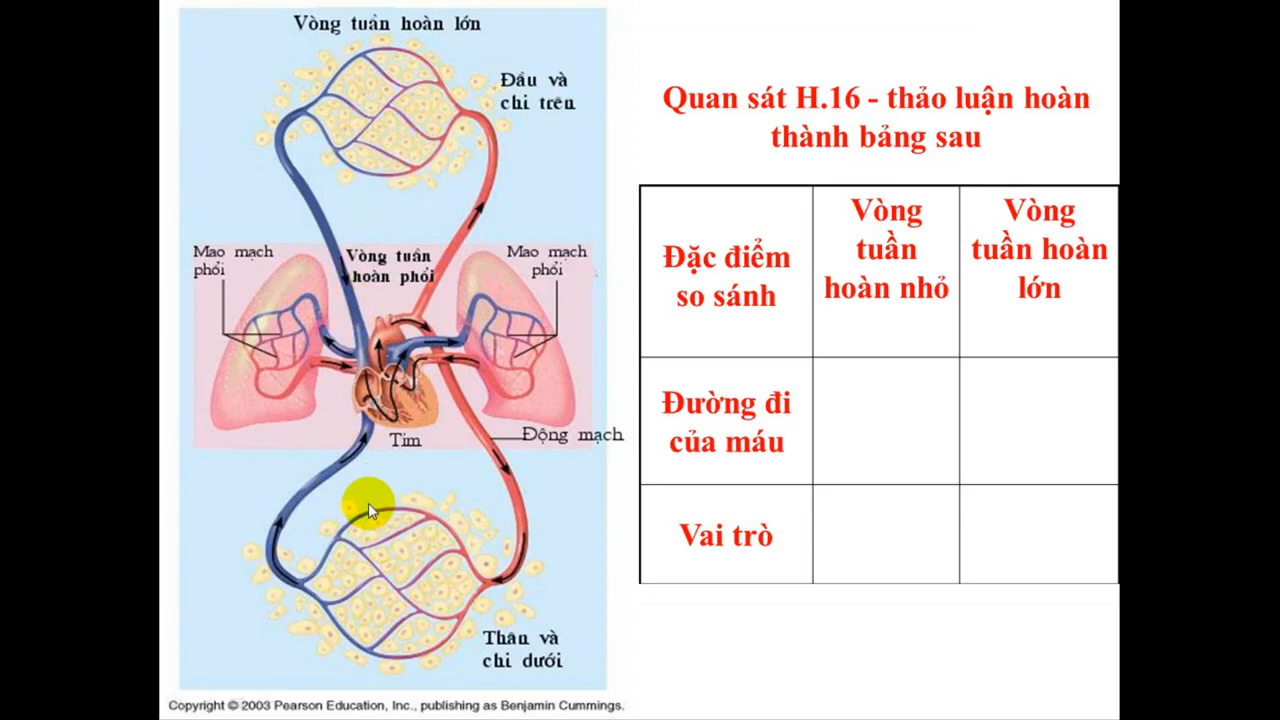 Vòng tuần hoàn lớn
Đầu và
chi trên
Mao mạch
phổi
Vòng tuần
hoàn phổi
Mao mạch
phổi
Tim
Động mạch
Thân và
chi dưới
Copyright © 2003 Pearson Education, Inc., publishing as Benjamin Cummings.
Quan sát H.16 - thảo luận hoàn
thành bảng sau
Đặc điểm
so sánh
Vòng
tuần
hoàn nhỏ
Vòng
tuần hoàn
lớn
Đường đi
của máu
Vai trò